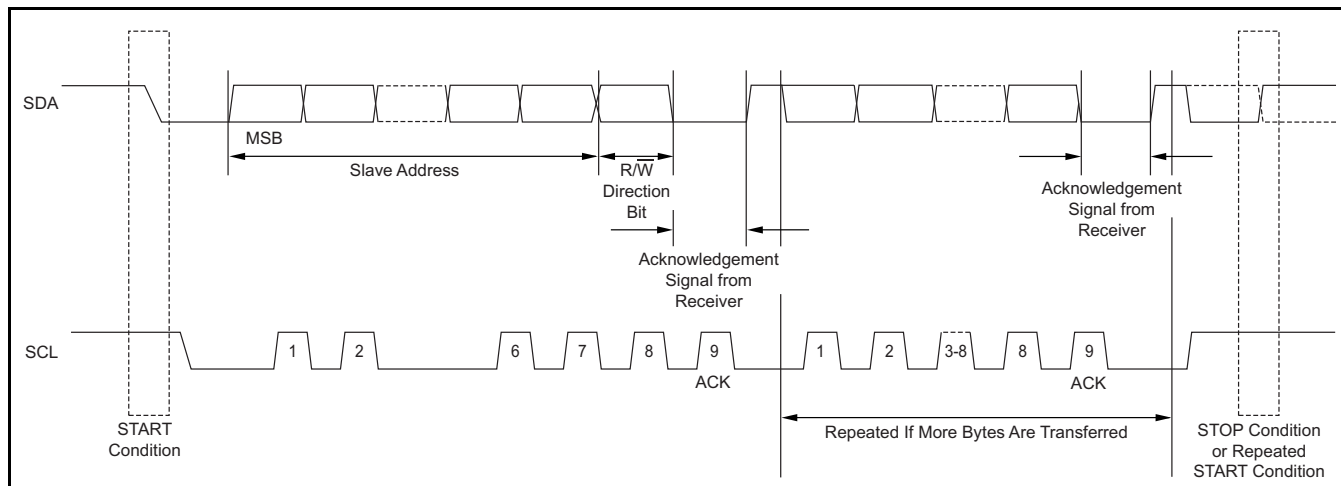 SDA
MSB
Slave Address
R/W̅
Direction
Bit
Acknowledgement
Signal from
Receiver
Acknowledgement
Signal from
Receiver
SCL
1
2
6
7
8
9
ACK
1
2
3-8
8
9
ACK
START
Condition
Repeated If More Bytes Are Transferred
STOP Condition
or Repeated
START Condition